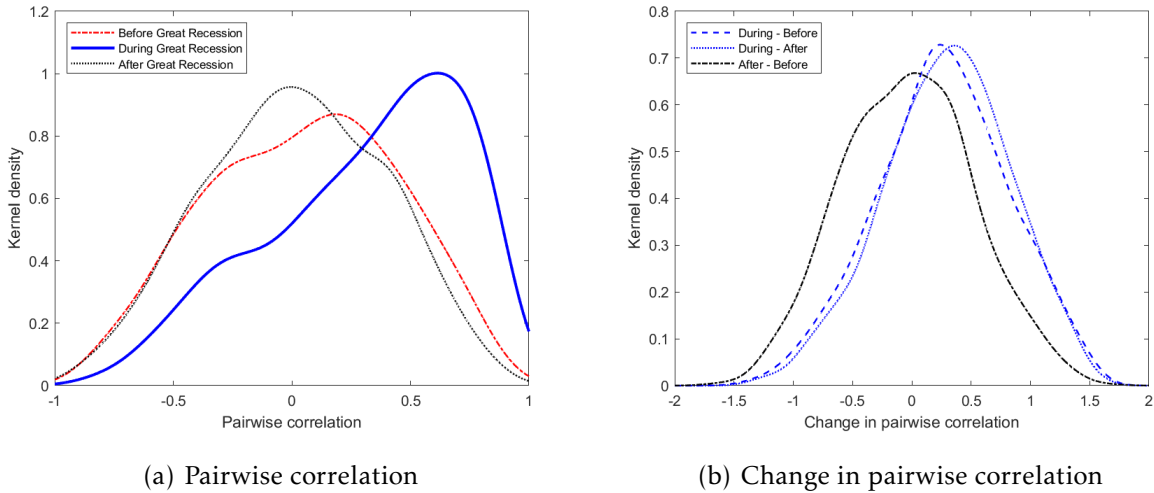 1.2
1
0.8
0.6
0.4
0.2
0
Kernel density
Before Great Recession
During Great Recession
After Great Recession
-1
-0.5
0
0.5
1
Pairwise correlation
(a) Pairwise correlation
0.8
0.7
0.6
0.5
0.4
0.3
0.2
0.1
0
Kernel density
During - Before
During - After
After - Before
-2
-1.5
-1
-0.5
0
0.5
1
1.5
2
Change in pairwise correlation
(b) Change in pairwise correlation